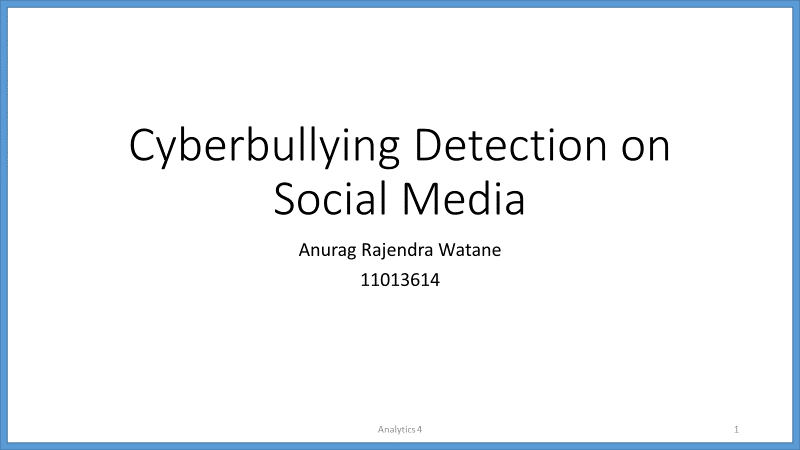 Cyberbullying Detection on
Social Media
Anurag Rajendra Watane
11013614
Analytics 4
1